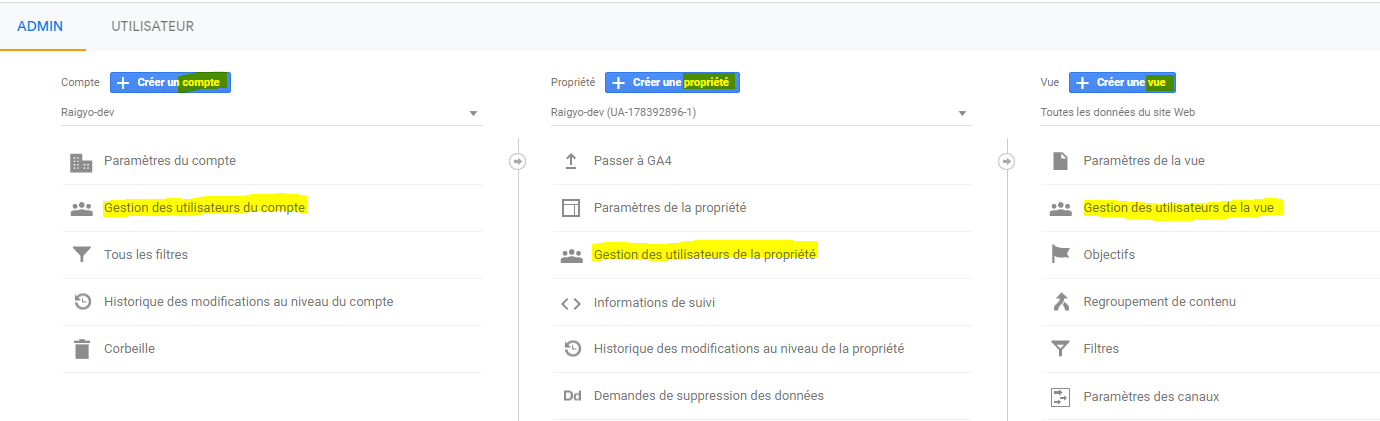 ADMIN
UTILISATEUR
Compte
Créer un compte
Raigyo-dev
Paramètres du compte
Gestion des utilisateurs du compte
Tous les filtres
Historique des modifications au niveau du compte
Corbeille
Propriété
Créer une propriété
Raigyo-dev (UA-178392896-1)
Passer à GA4
Paramètres de la propriété
Gestion des utilisateurs de la propriété
Informations de suivi
Historique des modifications au niveau de la propriété
Dd Demandes de suppression des données
Vue
Créer une vue
Toutes les données du site Web
Paramètres de la vue
Gestion des utilisateurs de la vue
Objectifs
Regroupement de contenu
Filtres
Paramètres des canaux